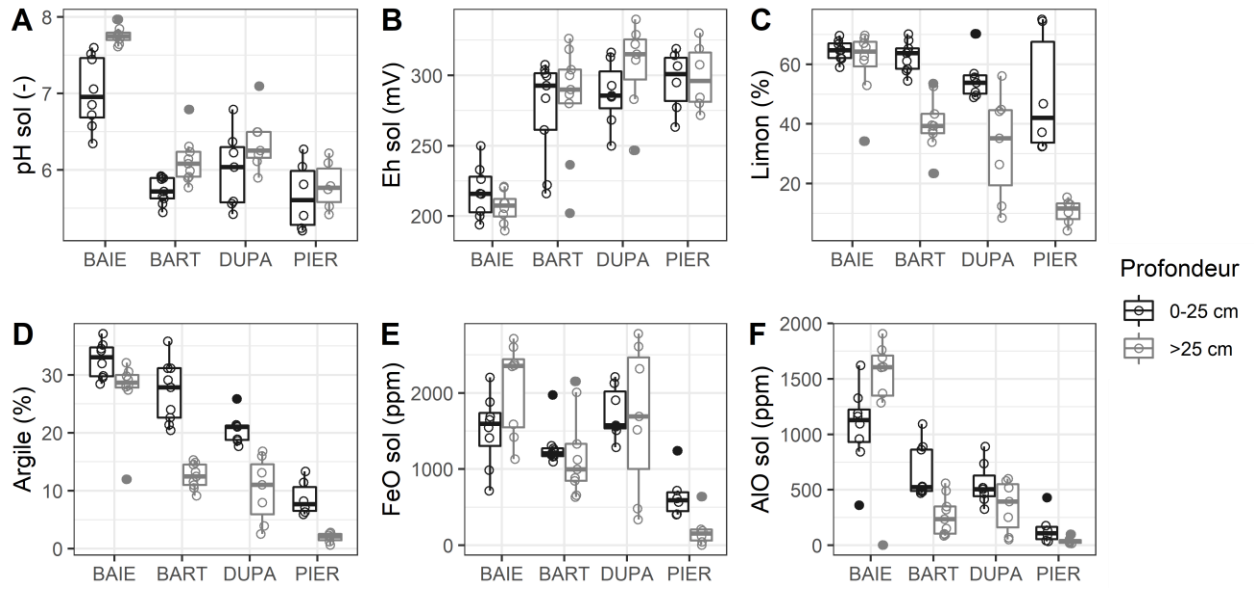 A
pH sol (-)
8
7
6
BAIE BART DUPA PIER
B
Eh sol (mV)
300
250
200
BAIE BART DUPA PIER
C
Limon (%)
60
40
20
BAIE BART DUPA PIER
Profondeur
0-25 cm
>25 cm
D
Argile (%)
30
20
10
0
BAIE BART DUPA PIER
E
FeO sol (ppm)
2000
1000
0
BAIE BART DUPA PIER
F
AlO sol (ppm)
2000
1500
1000
500
0
BAIE BART DUPA PIER